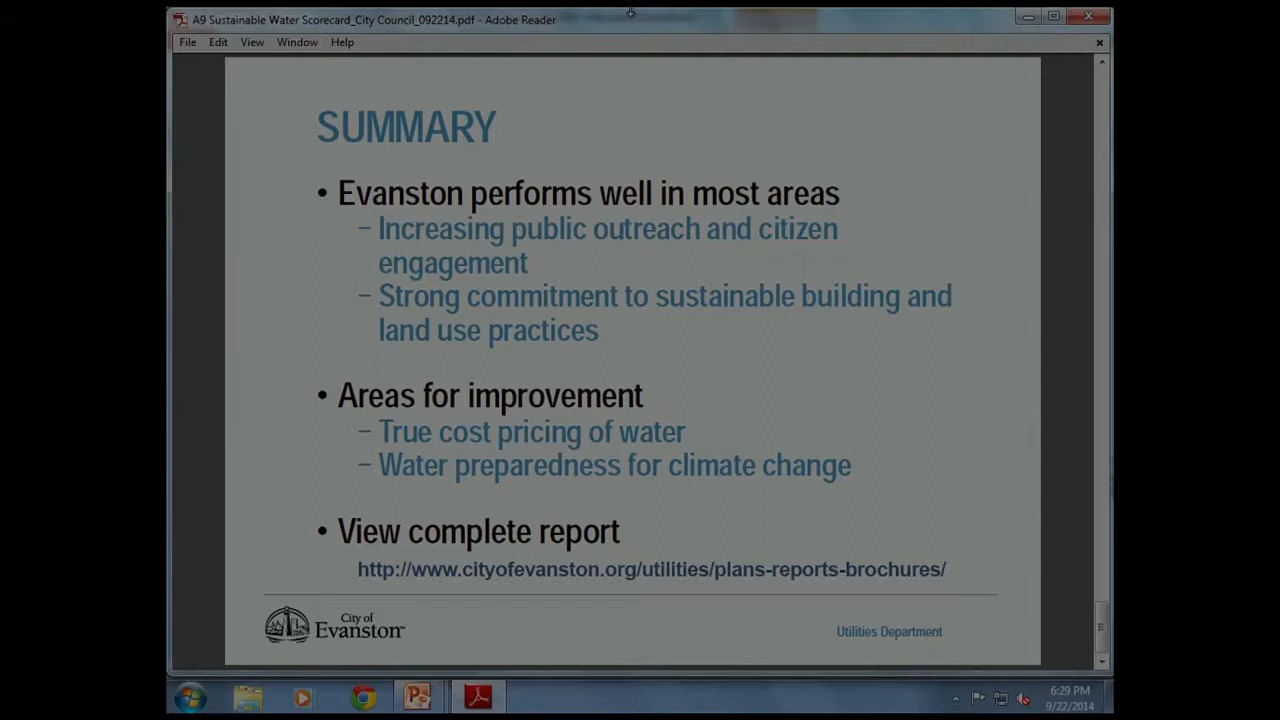 A9 Sustainable Water Scorecard_City Council_092214.pdf - Adobe Reader
File Edit View Window Help
SUMMARY
• Evanston performs well in most areas
– Increasing public outreach and citizen
engagement
– Strong commitment to sustainable building and
land use practices
• Areas for improvement
– True cost pricing of water
– Water preparedness for climate change
• View complete report
http://www.cityofevanston.org/utilities/plans-reports-brochures/
City of
Evanston
Utilities Department
6:29 PM
9/22/2014